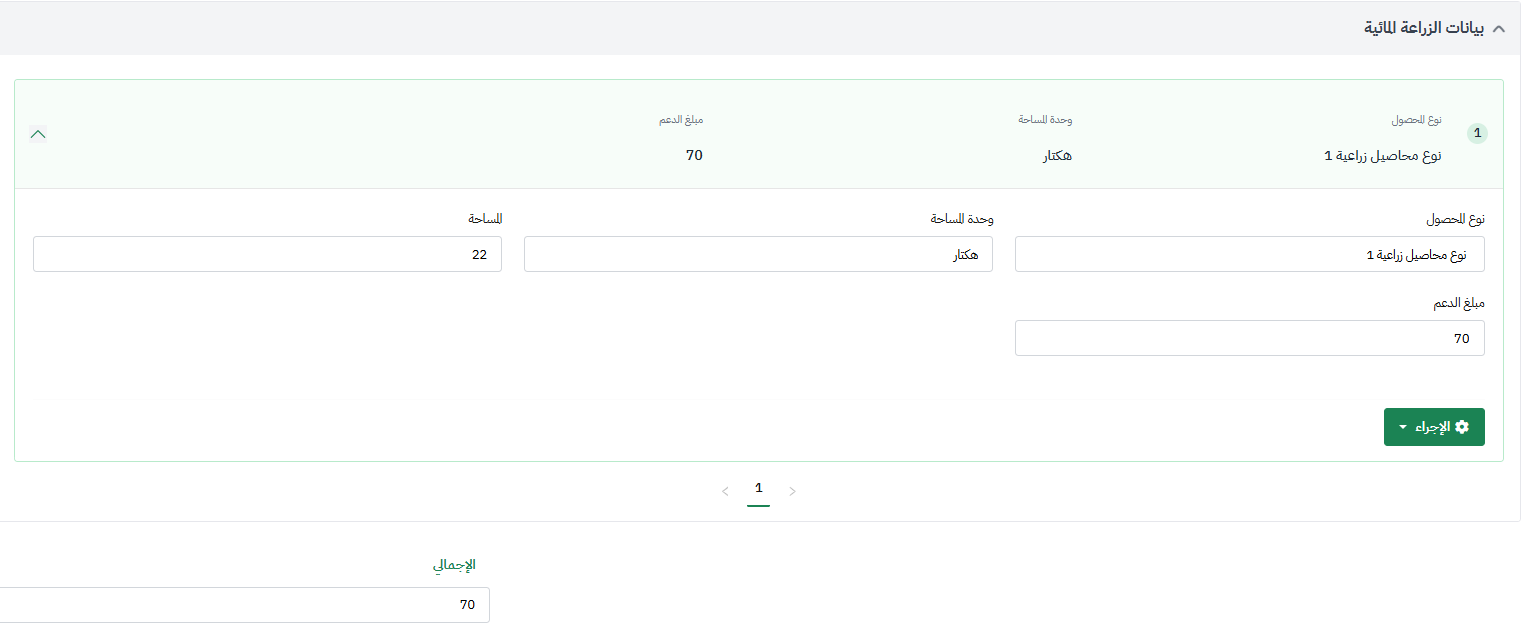 بيانات الزراعة المائية
1
نوع المحصول وحدة المساحة مبلغ الدعم
نوع محاصيل زراعية 1 هكتار 70
نوع المحصول وحدة المساحة المساحة
نوع محاصيل زراعية 1 هكتار 22
مبلغ الدعم
70
الإجراء
1
الإجمالي
70